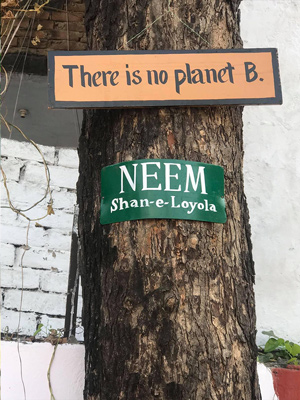 There is no planet B.
NEEM
Shan-e-Loyola